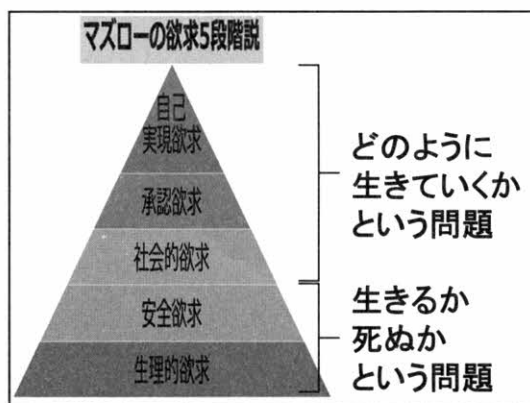 マズローの欲求5段階説
自己
実現欲求
承認欲求
社会的欲求
安全欲求
生理的欲求
どのように
生きていくか
という問題
生きるか
死ぬか
という問題